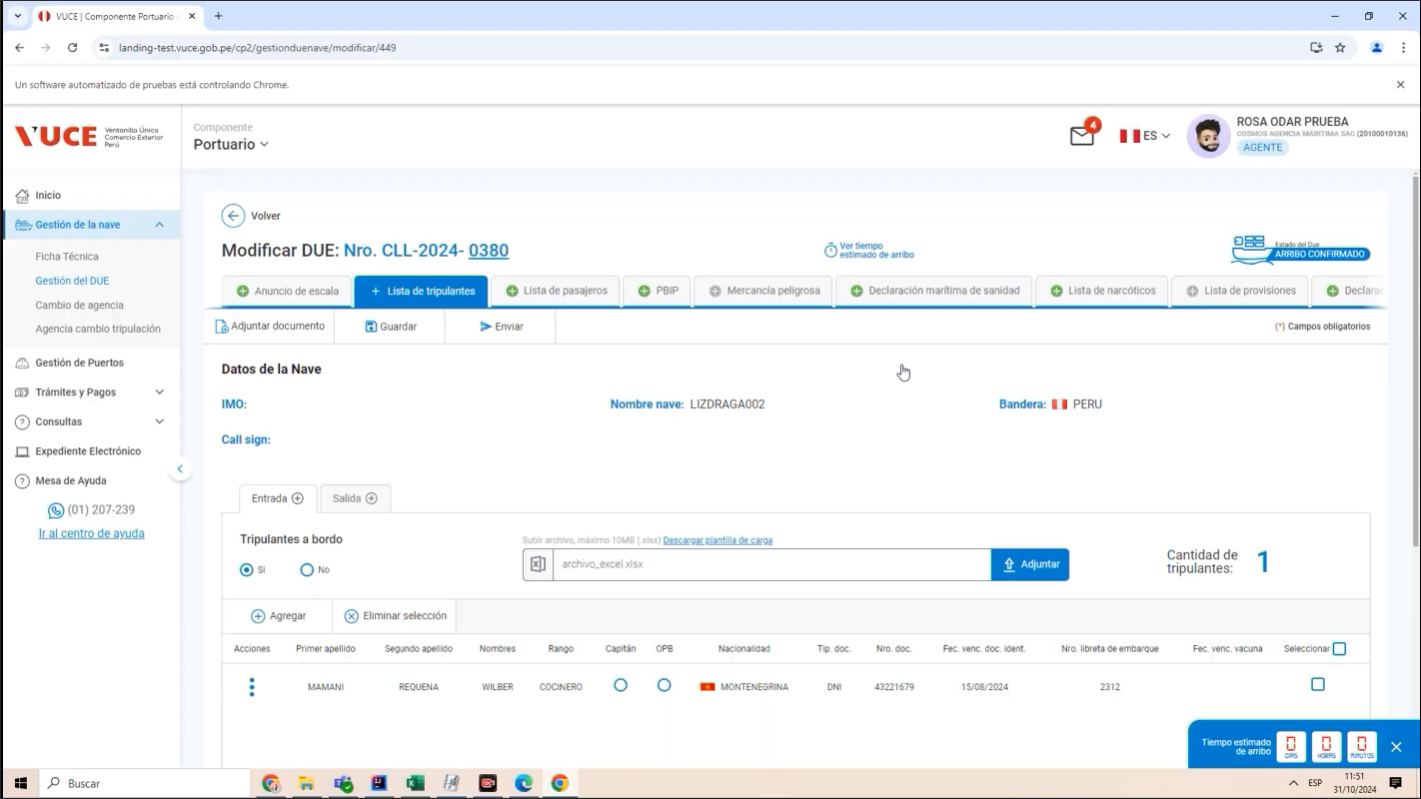 VUCE | Componente Portuario
landing-test.vuce.gob.pe/cp2/gestionduenave/modificar/449
Un software automatizado de pruebas está controlando Chrome.
VUCE
Ventanilla Única
Comercio Exterior
Perú
Componente
Portuario
4
ES
ROSA ODAR PRUEBA
COSMOS AGENCIA MARITIMA SAC (20100010136)
AGENTE
Inicio
Gestión de la nave
Ficha Técnica
Gestión del DUE
Cambio de agencia
Agencia cambio tripulación
Gestión de Puertos
Trámites y Pagos
Consultas
Expediente Electrónico
Mesa de Ayuda
(01) 207-239
Ir al centro de ayuda
Volver
Modificar DUE: Nro. CLL-2024- 0380
Ver tiempo
estimado de arribo
Estado del Due
ARRIBO CONFIRMADO
Anuncio de escala
Lista de tripulantes
Lista de pasajeros
PBIP
Mercancía peligrosa
Declaración marítima de sanidad
Lista de narcóticos
Lista de provisiones
Declarac
Adjuntar documento
Guardar
Enviar
(*) Campos obligatorios
Datos de la Nave
IMO:
Nombre nave: LIZDRAGA002
Bandera: PERU
Call sign:
Entrada
Salida
Tripulantes a bordo
Si
No
Subir archivo, máximo 10MB (.xlsx) Descargar plantilla de carga
archivo_excel.xlsx
Adjuntar
Cantidad de
tripulantes: 1
Agregar
Eliminar selección
Acciones Primer apellido Segundo apellido Nombres Rango Capitán OPB Nacionalidad Tip. doc. Nro. doc. Fec. venc. doc. ident. Nro. libreta de embarque Fec. venc. vacuna Seleccionar
MAMANI REQUENA WILBER COCINERO MONTENEGRINA DNI 43221679 15/08/2024 2312
Tiempo estimado
de arribo
0 DIAS
0 HORAS
0 MINUTOS
Buscar
ESP
11:51
31/10/2024